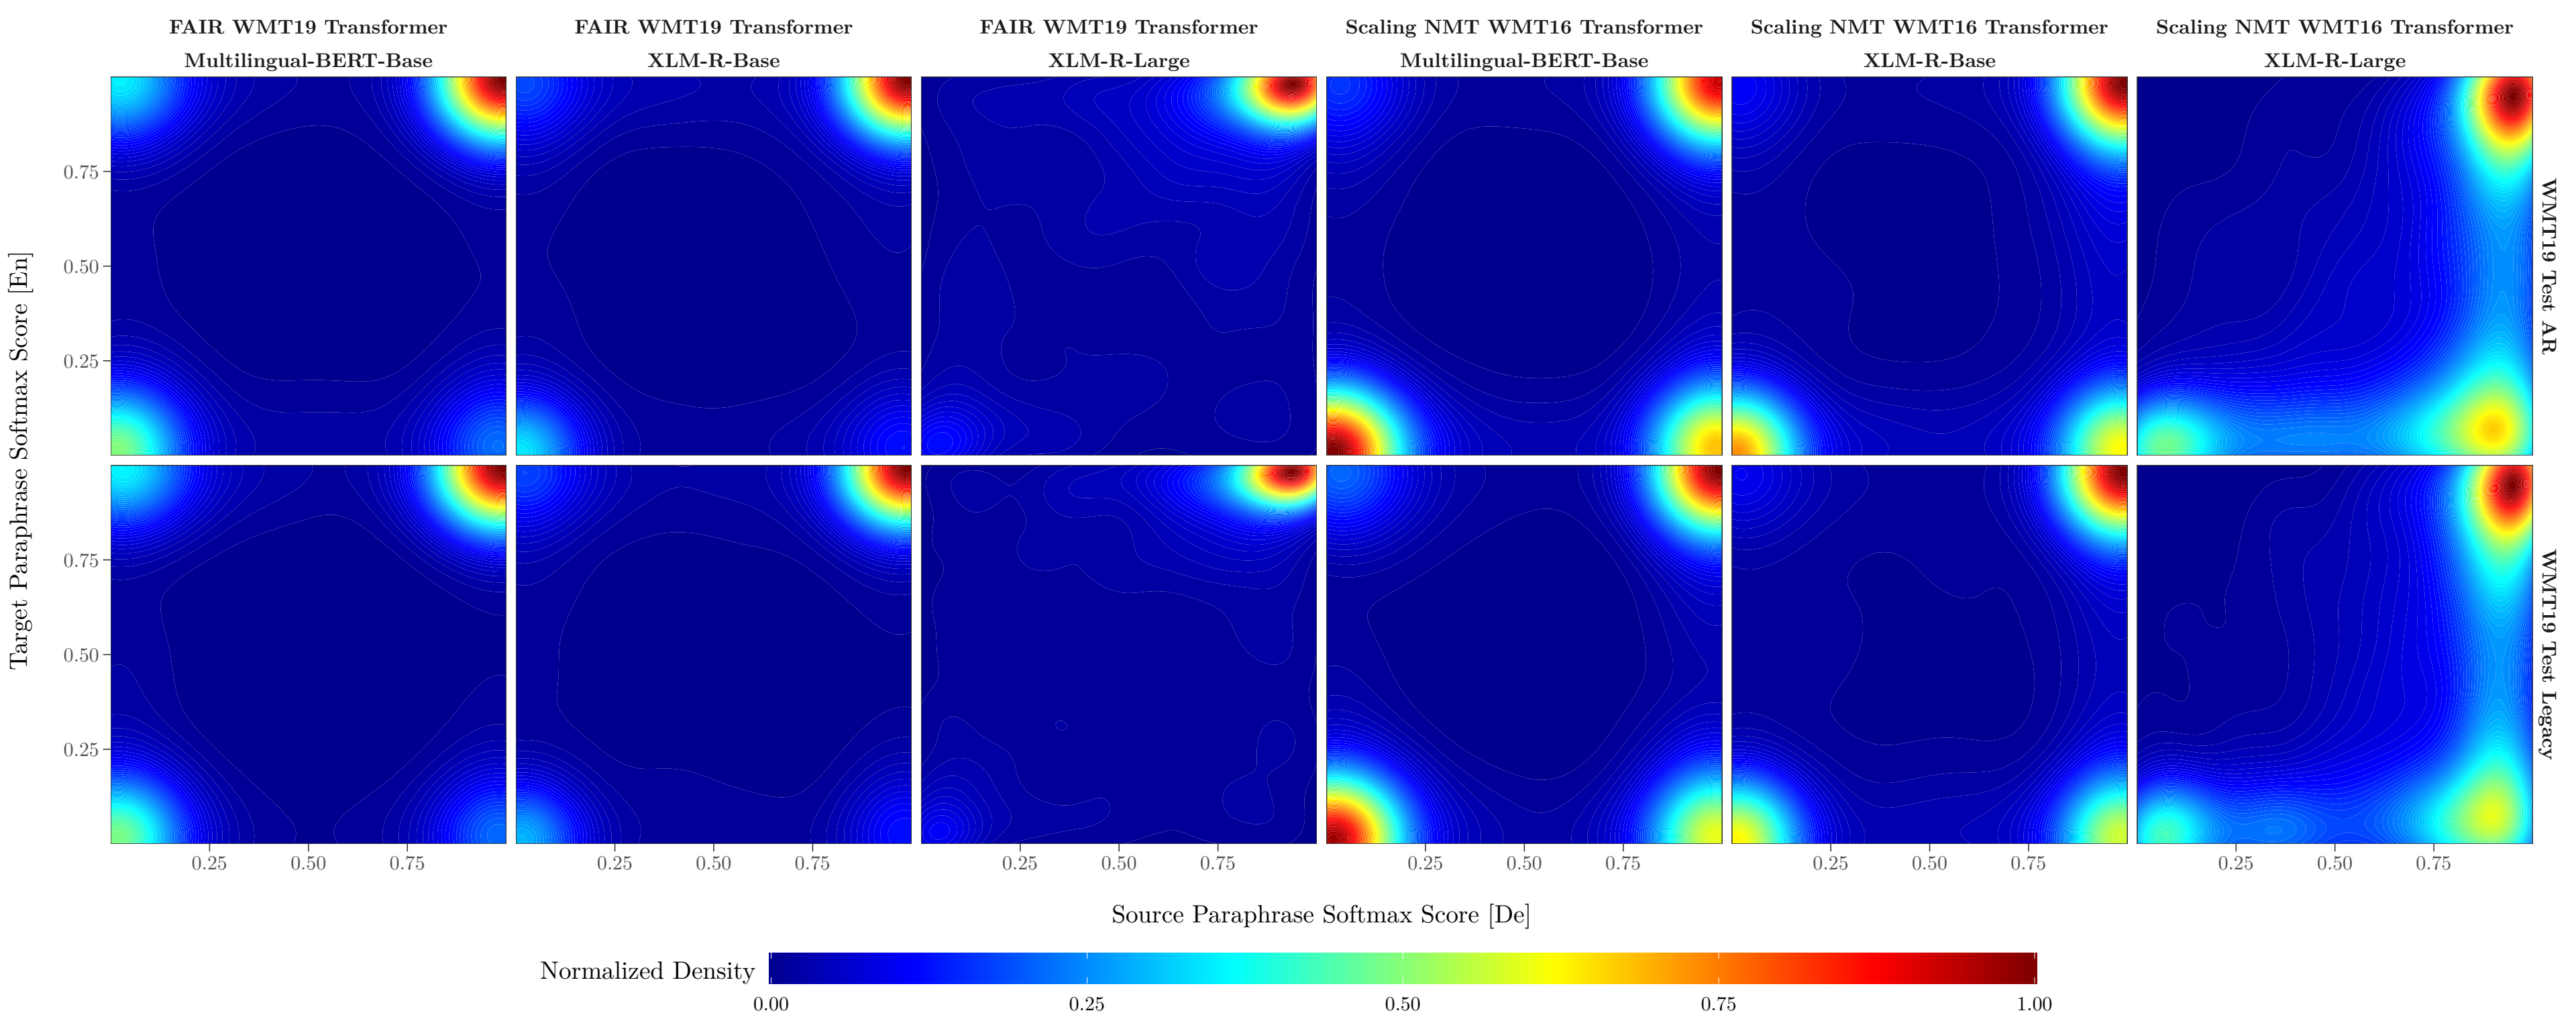 FAIR WMT19 Transformer
Multilingual-BERT-Base
FAIR WMT19 Transformer
XLM-R-Base
FAIR WMT19 Transformer
XLM-R-Large
Scaling NMT WMT16 Transformer
Multilingual-BERT-Base
Scaling NMT WMT16 Transformer
XLM-R-Base
Scaling NMT WMT16 Transformer
XLM-R-Large
Target Paraphrase Softmax Score [En]
0.75
0.50
0.25
WMT19 Test AR
0.75
0.50
0.25
WMT19 Test Legacy
0.25 0.50 0.75
0.25 0.50 0.75
0.25 0.50 0.75
0.25 0.50 0.75
0.25 0.50 0.75
0.25 0.50 0.75
Source Paraphrase Softmax Score [De]
Normalized Density
0.00 0.25 0.50 0.75 1.00